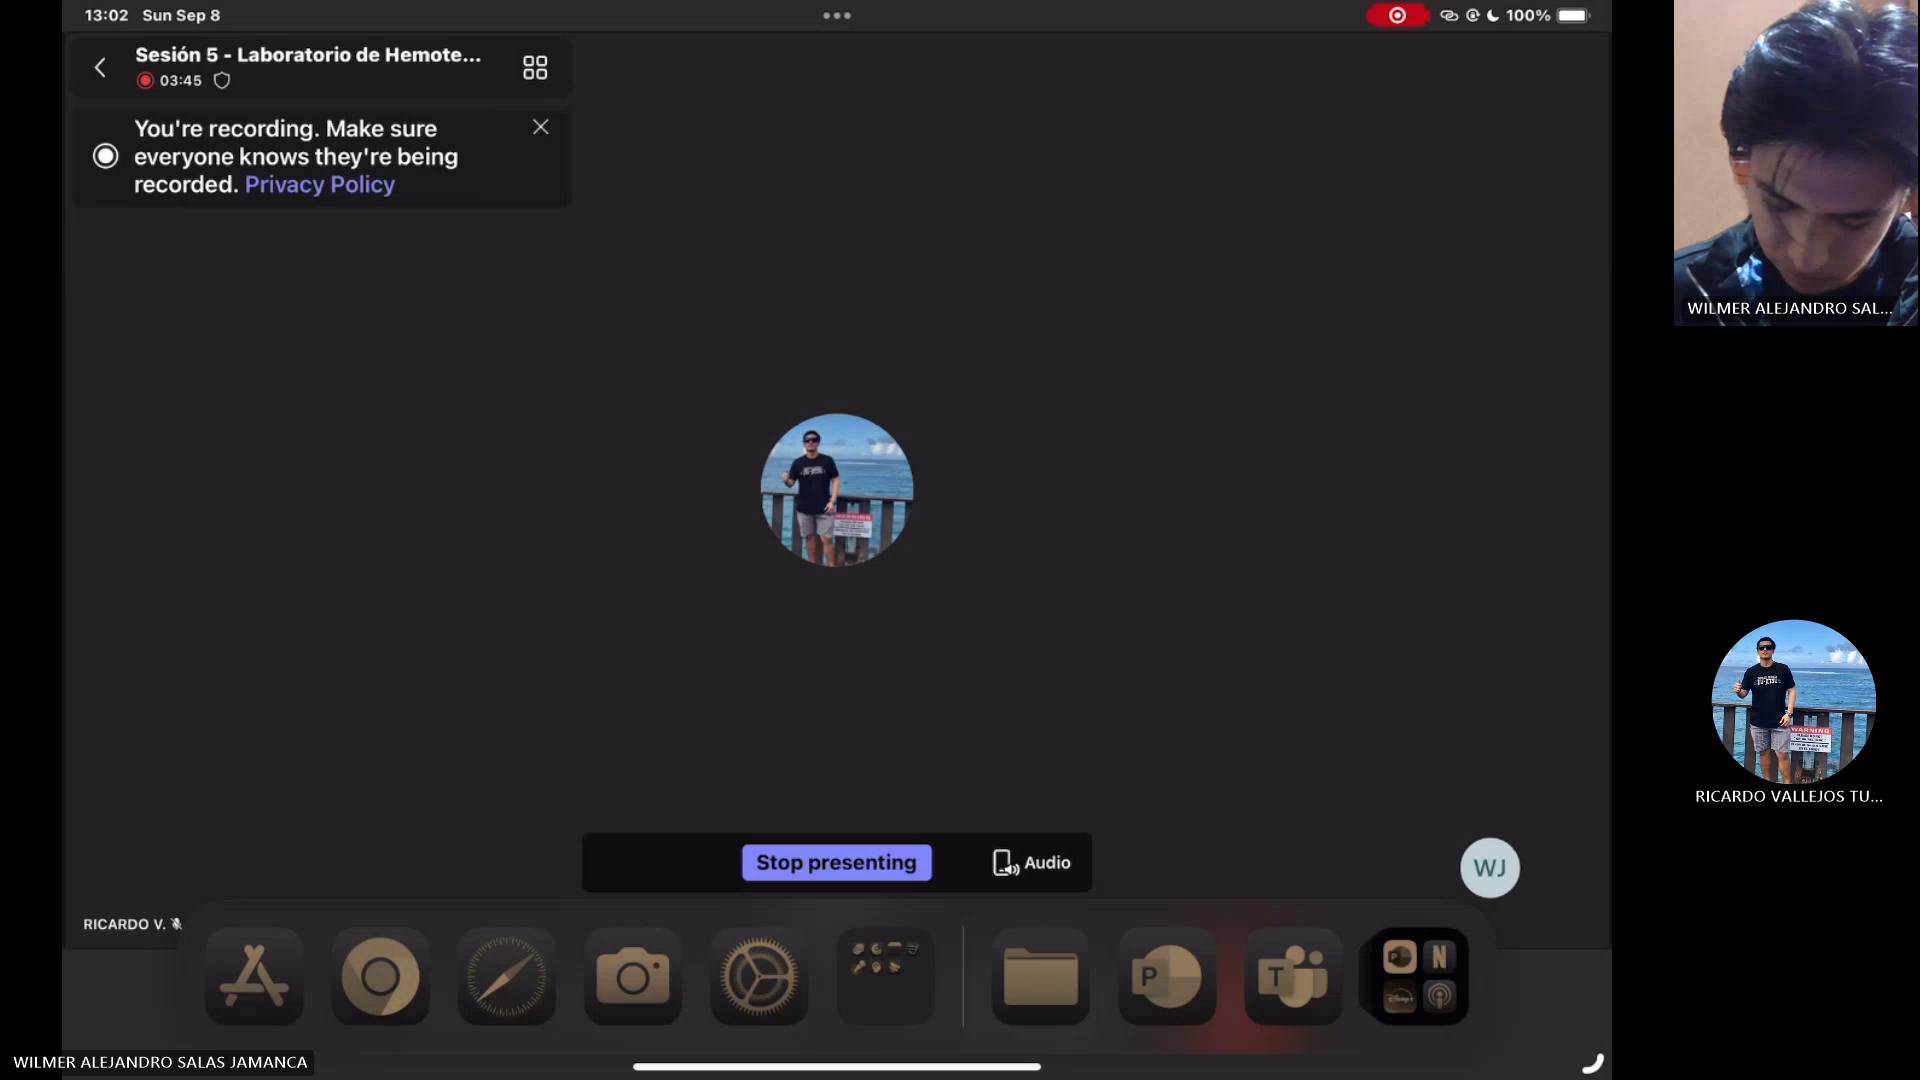 13:02 Sun Sep 8
100%
Sesión 5 - Laboratorio de Hemote...
03:45
You're recording. Make sure
everyone knows they're being
recorded. Privacy Policy
WILMER ALEJANDRO SAL...
WARNING
RICARDO VALLEJOS TU...
Stop presenting
Audio
WJ
RICARDO V.
P
T
P
N
Disney+
WILMER ALEJANDRO SALAS JAMANCA